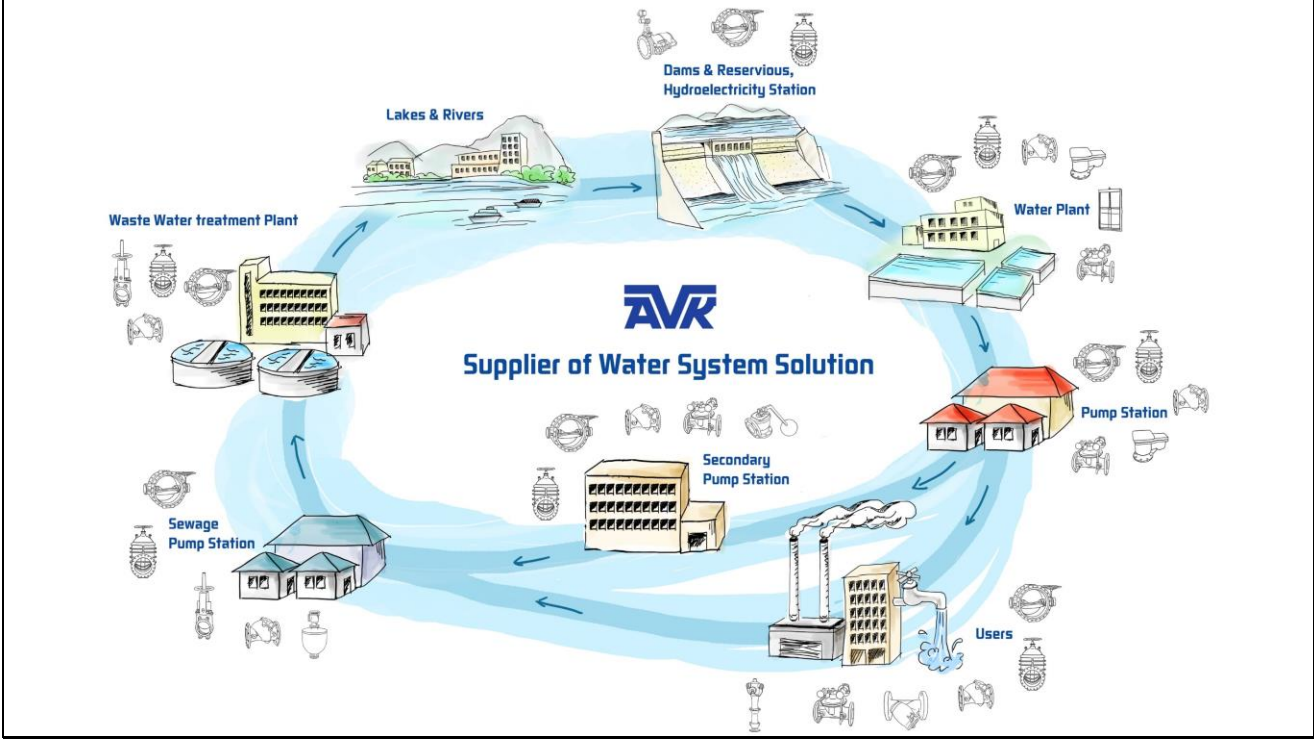 Dams & Reservious,
Hydroelectricity Station
Lakes & Rivers
Water Plant
Waste Water treatment Plant
AVK
Supplier of Water System Solution
Pump Station
Secondary
Pump Station
Sewage
Pump Station
Users